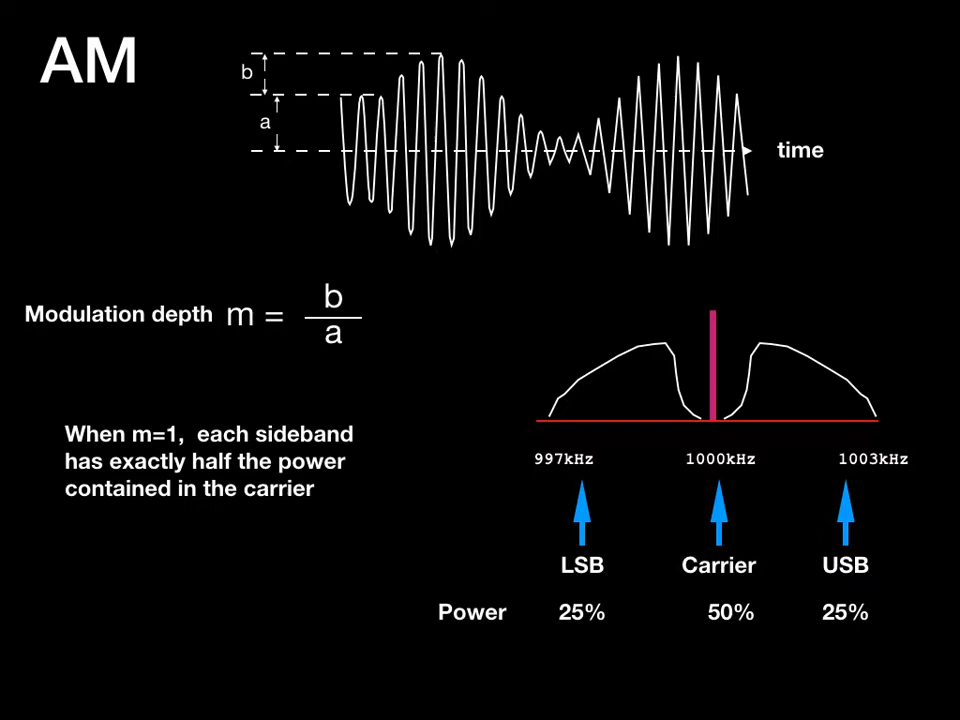 AM
b
a
time
Modulation depth m = b
a
When m=1, each sideband
has exactly half the power
contained in the carrier
997kHz 1000kHz 1003kHz
LSB Carrier USB
Power 25% 50% 25%